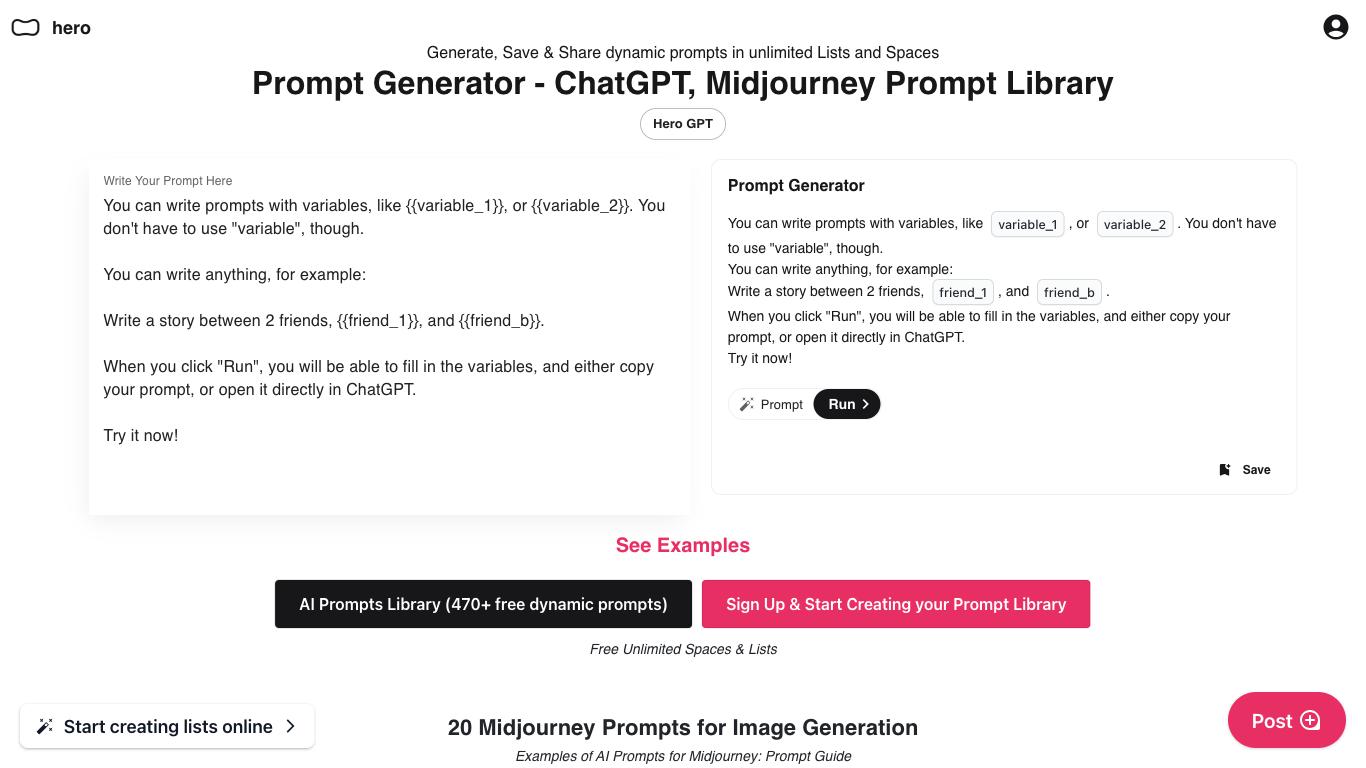 hero
Generate, Save & Share dynamic prompts in unlimited Lists and Spaces
Prompt Generator - ChatGPT, Midjourney Prompt Library
Hero GPT
Write Your Prompt Here
You can write prompts with variables, like {{variable_1}}, or {{variable_2}}. You
don't have to use "variable", though.
You can write anything, for example:
Write a story between 2 friends, {{friend_1}}, and {{friend_b}}.
When you click "Run", you will be able to fill in the variables, and either copy
your prompt, or open it directly in ChatGPT.
Try it now!
Prompt Generator
You can write prompts with variables, like variable_1 , or variable_2 . You don't have
to use "variable", though.
You can write anything, for example:
Write a story between 2 friends, friend_1 , and friend_b .
When you click "Run", you will be able to fill in the variables, and either copy your
prompt, or open it directly in ChatGPT.
Try it now!
Prompt Run
Save
See Examples
AI Prompts Library (470+ free dynamic prompts)
Sign Up & Start Creating your Prompt Library
Free Unlimited Spaces & Lists
Start creating lists online
20 Midjourney Prompts for Image Generation
Examples of AI Prompts for Midjourney: Prompt Guide
Post